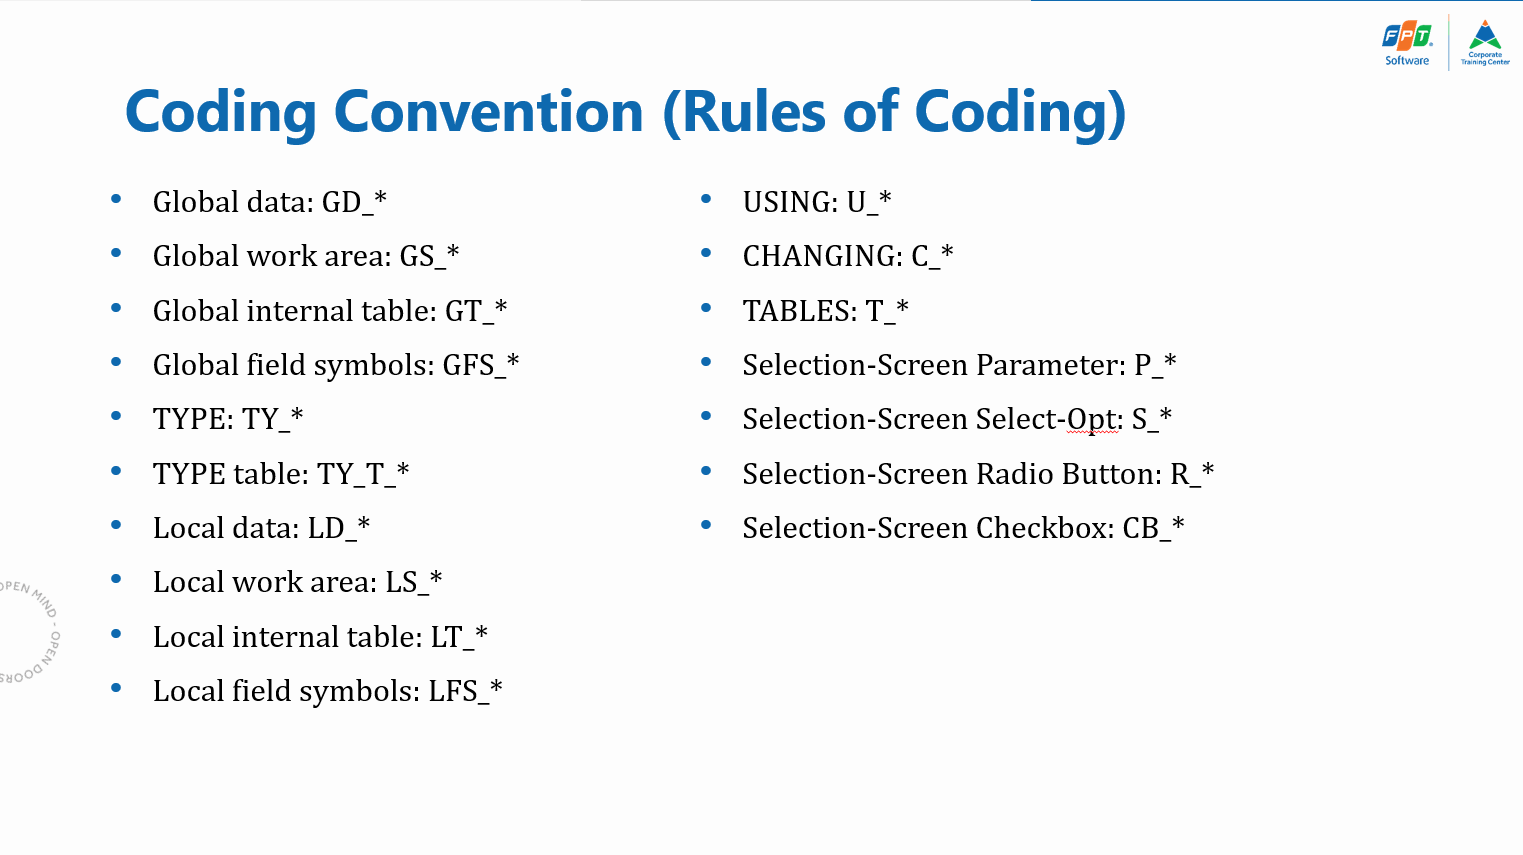 FPT
Software
Corporate
Training Center
Coding Convention (Rules of Coding)
• Global data: GD_*
• Global work area: GS_*
• Global internal table: GT_*
• Global field symbols: GFS_*
• TYPE: TY_*
• TYPE table: TY_T_*
• Local data: LD_*
• Local work area: LS_*
• Local internal table: LT_*
• Local field symbols: LFS_*
• USING: U_*
• CHANGING: C_*
• TABLES: T_*
• Selection-Screen Parameter: P_*
• Selection-Screen Select-Opt: S_*
• Selection-Screen Radio Button: R_*
• Selection-Screen Checkbox: CB_*
OPEN MIND - OPEN DOORS